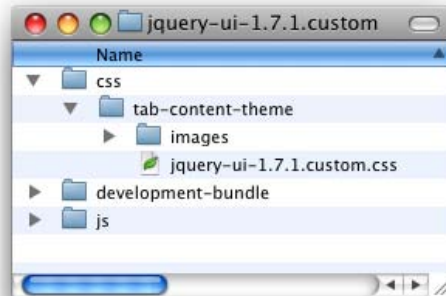 jquery-ui-1.7.1.custom
Name
css
tab-content-theme
images
jquery-ui-1.7.1.custom.css
development-bundle
js